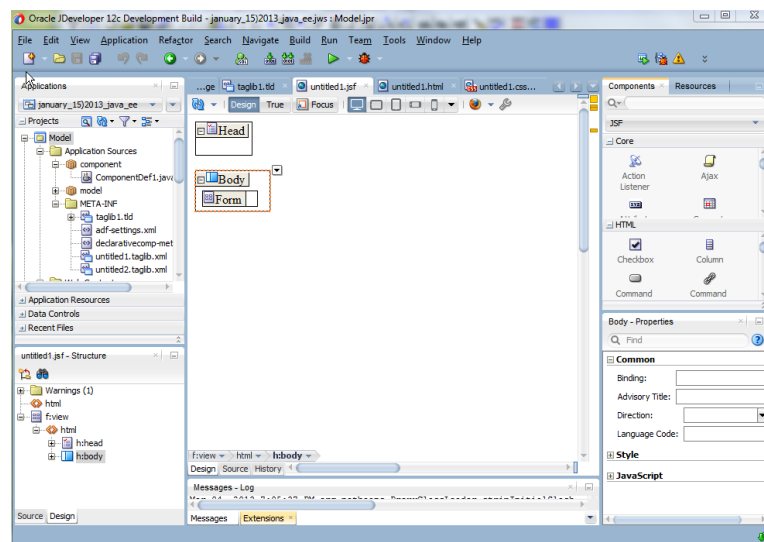 Oracle JDeveloper 12c Development Build - january_15)2013_java_ee.jws : Model.jpr
File Edit View Application Refactor Search Navigate Build Run Team Tools Window Help
Applications
january_15)2013_java_ee
Projects
Model
Application Sources
component
ComponentDef1.java
model
META-INF
taglib1.tld
adf-settings.xml
declarativecomp-met
untitled1.taglib.xml
untitled2.taglib.xml
Application Resources
Data Controls
Recent Files
untitled1.jsf - Structure
Warnings (1)
html
f:view
html
h:head
h:body
Source Design
...ge taglib1.tld untitled1.jsf untitled1.html untitled1.css...
Design True Focus
Head
Body
Form
f:view html h:body
Design Source History
Messages - Log
Messages Extensions
Components Resources
JSF
Core
Action Listener
Ajax
HTML
Checkbox Column
Command Command
Body - Properties
Find
Common
Binding:
Advisory Title:
Direction:
Language Code:
Style
JavaScript